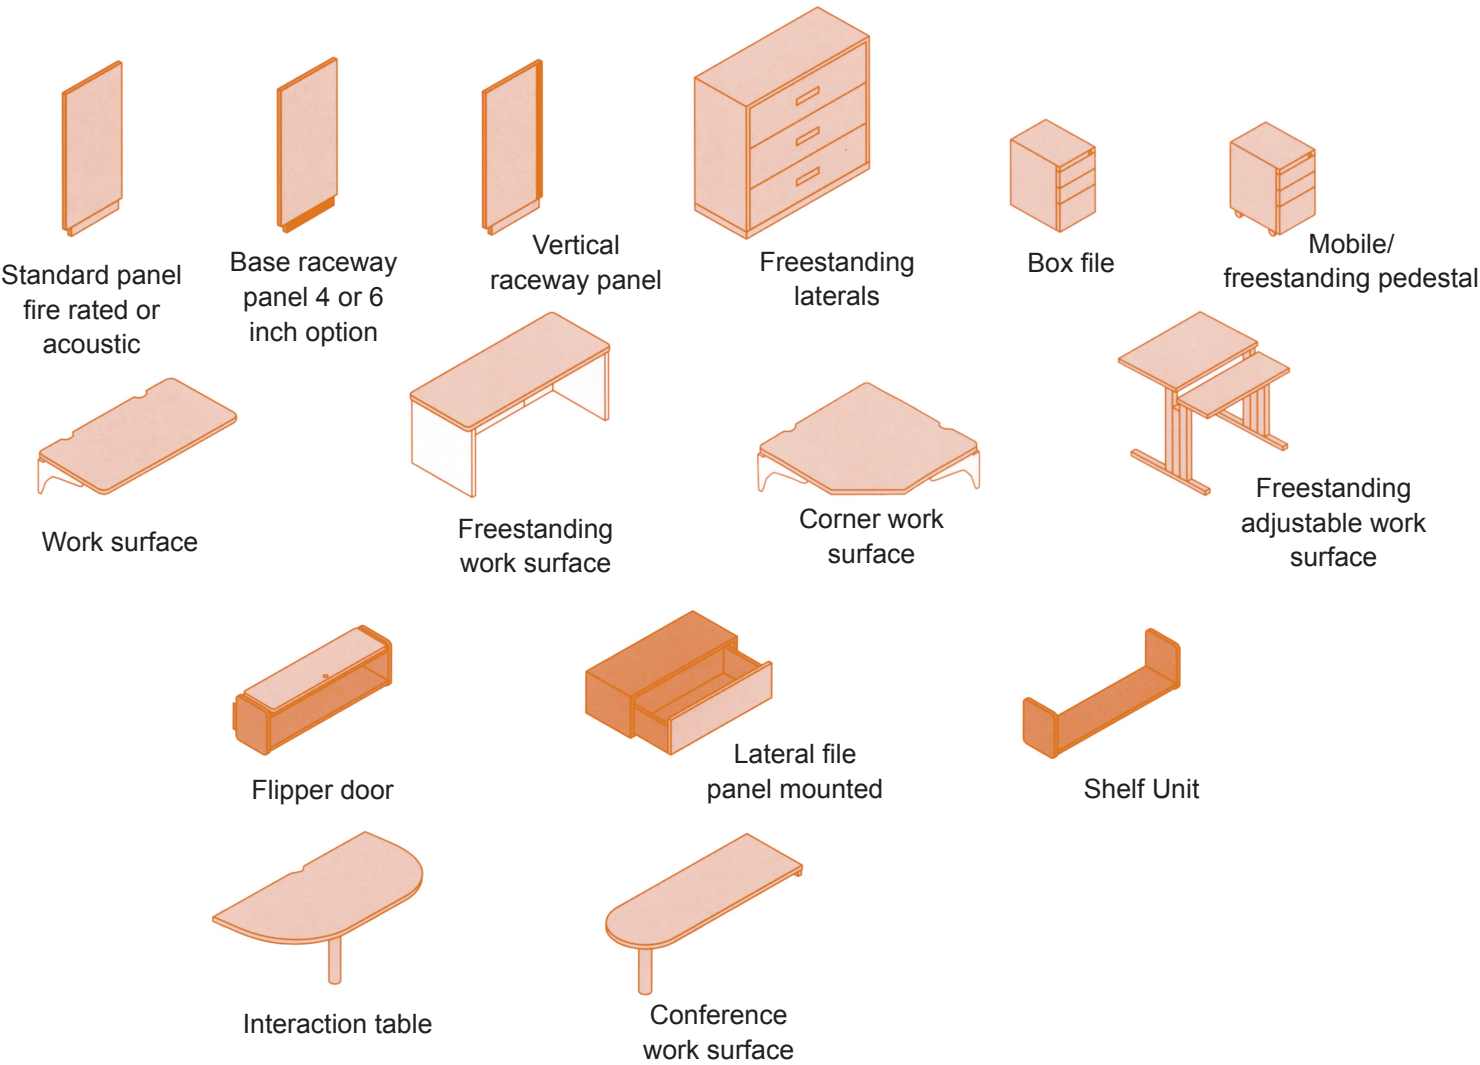 Standard panel
fire rated or
acoustic
Base raceway
panel 4 or 6
inch option
Vertical
raceway panel
Freestanding
laterals
Box file
Mobile/
freestanding pedestal
Work surface
Freestanding
work surface
Corner work
surface
Freestanding
adjustable work
surface
Flipper door
Lateral file
panel mounted
Shelf Unit
Interaction table
Conference
work surface